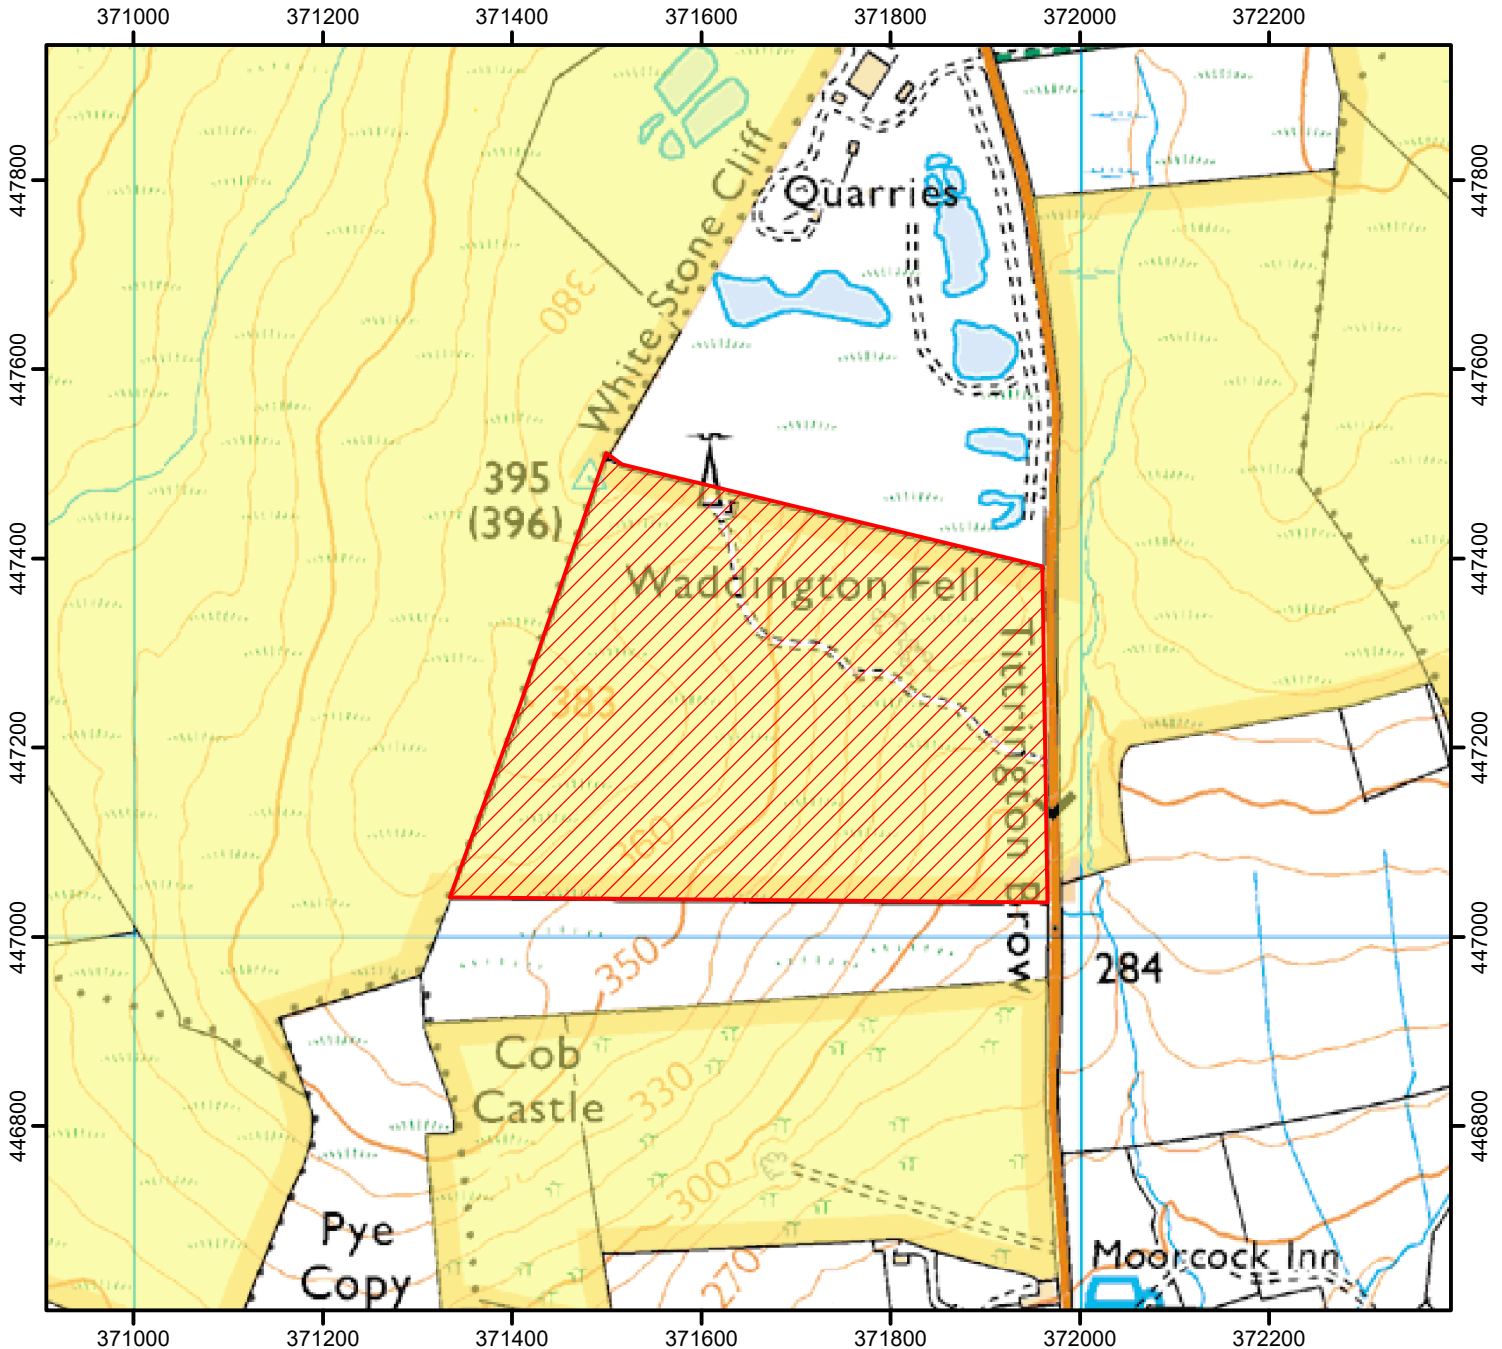 371000 371200 371400 371600 371800 372000 372200
447800 447800
Quarries
White Stone Cliff
380
447600 447600
395
(396)
447400 447400
Waddington Fell
Tittrington Brow
383
447200 447200
360
447000 447000
350
284
Cob
Castle
330
446800 446800
300
Pye
Copy
270
Moorcock Inn
371000 371200 371400 371600 371800 372000 372200